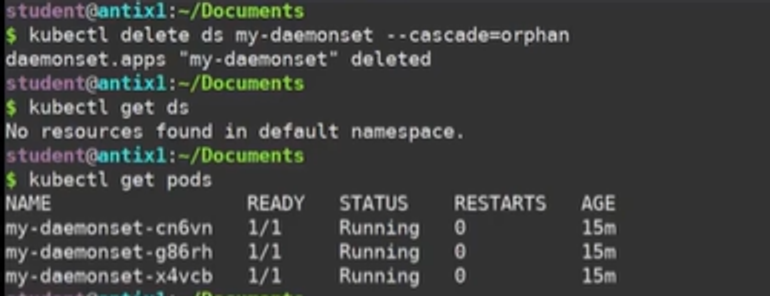 student@antix1:~/Documents
$ kubectl delete ds my-daemonset --cascade=orphan
daemonset.apps "my-daemonset" deleted
student@antix1:~/Documents
$ kubectl get ds
No resources found in default namespace.
student@antix1:~/Documents
$ kubectl get pods
NAME READY STATUS RESTARTS AGE
my-daemonset-cn6vn 1/1 Running 0 15m
my-daemonset-g86rh 1/1 Running 0 15m
my-daemonset-x4vcb 1/1 Running 0 15m